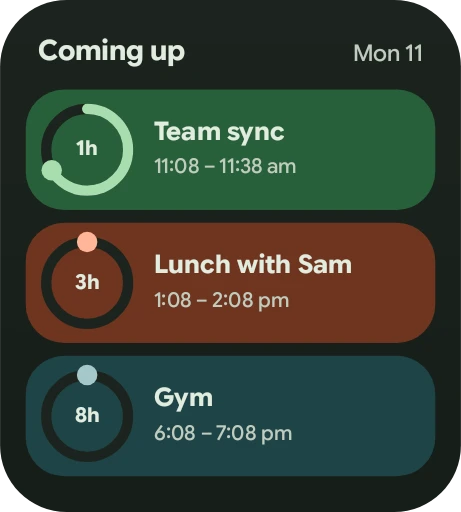 Coming up
Mon 11
1h
Team sync
11:08 – 11:38 am
3h
Lunch with Sam
1:08 – 2:08 pm
8h
Gym
6:08 – 7:08 pm